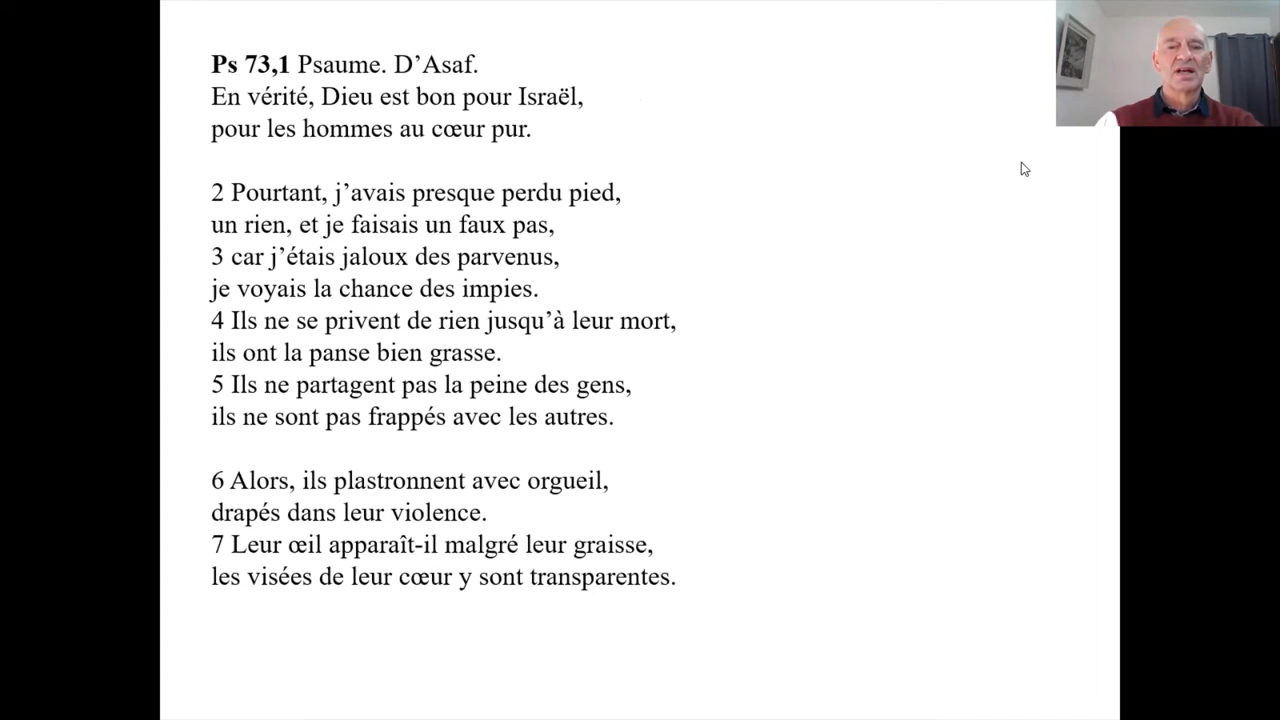 Ps 73,1 Psaume. D’Asaf.
En vérité, Dieu est bon pour Israël,
pour les hommes au cœur pur.
2 Pourtant, j’avais presque perdu pied,
un rien, et je faisais un faux pas,
3 car j’étais jaloux des parvenus,
je voyais la chance des impies.
4 Ils ne se privent de rien jusqu’à leur mort,
ils ont la panse bien grasse.
5 Ils ne partagent pas la peine des gens,
ils ne sont pas frappés avec les autres.
6 Alors, ils plastronnent avec orgueil,
drapés dans leur violence.
7 Leur œil apparaît-il malgré leur graisse,
les visées de leur cœur y sont transparentes.